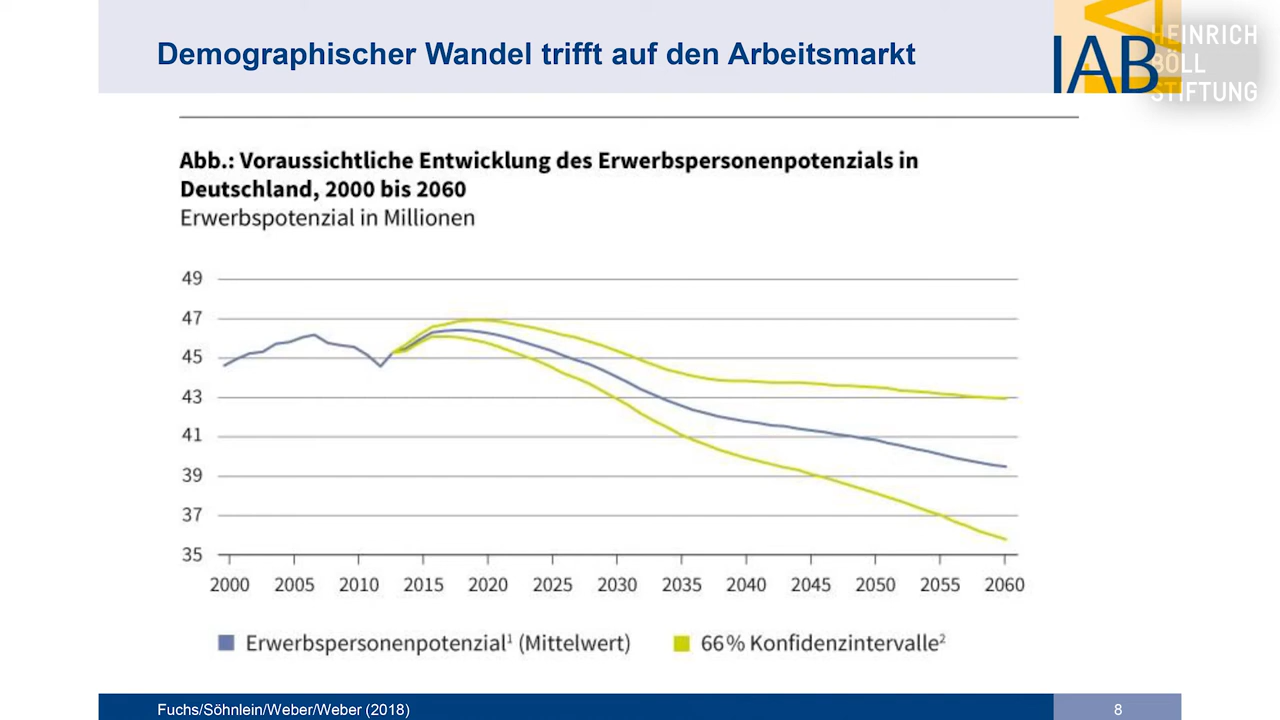 Demographischer Wandel trifft auf den Arbeitsmarkt
IAB
HEINRICH
BÖLL
STIFTUNG
Abb.: Voraussichtliche Entwicklung des Erwerbspersonenpotenzials in
Deutschland, 2000 bis 2060
Erwerbspotenzial in Millionen
49
47
45
43
41
39
37
35
2000 2005 2010 2015 2020 2025 2030 2035 2040 2045 2050 2055 2060
Erwerbspersonenpotenzial¹ (Mittelwert) 66% Konfidenzintervalle²
Fuchs/Söhnlein/Weber/Weber (2018) 8